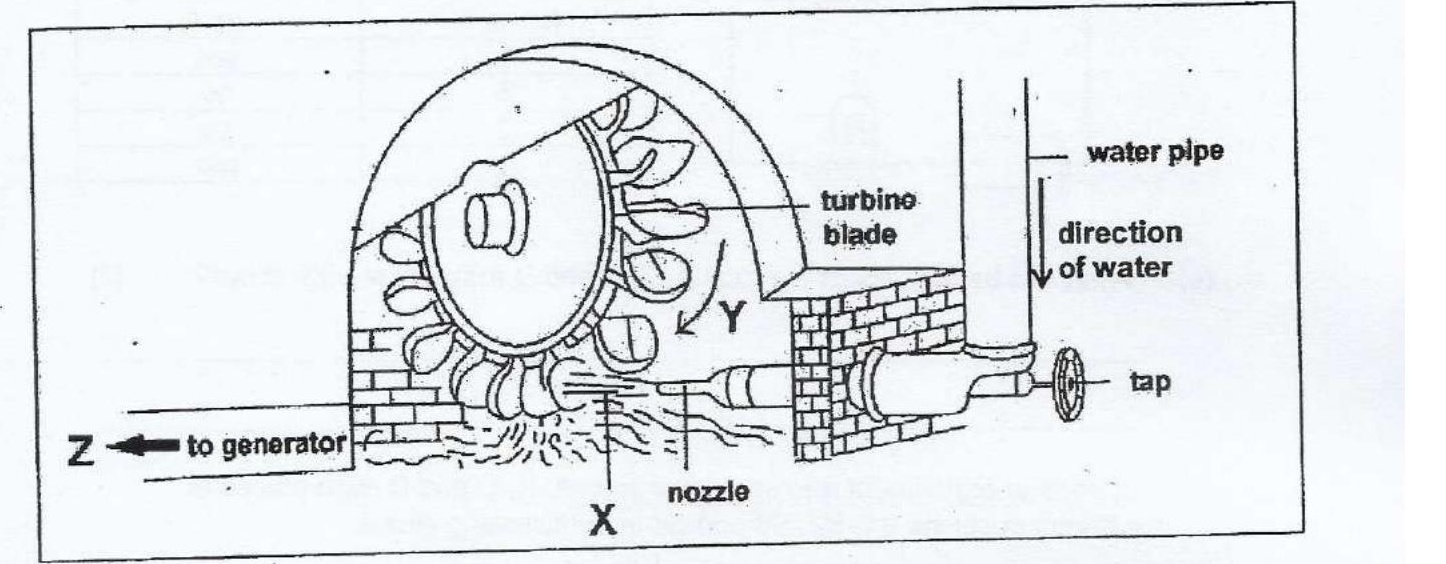 water pipe
turbine
blade
direction
of water
Y
tap
Z
to generator
nozzle
X